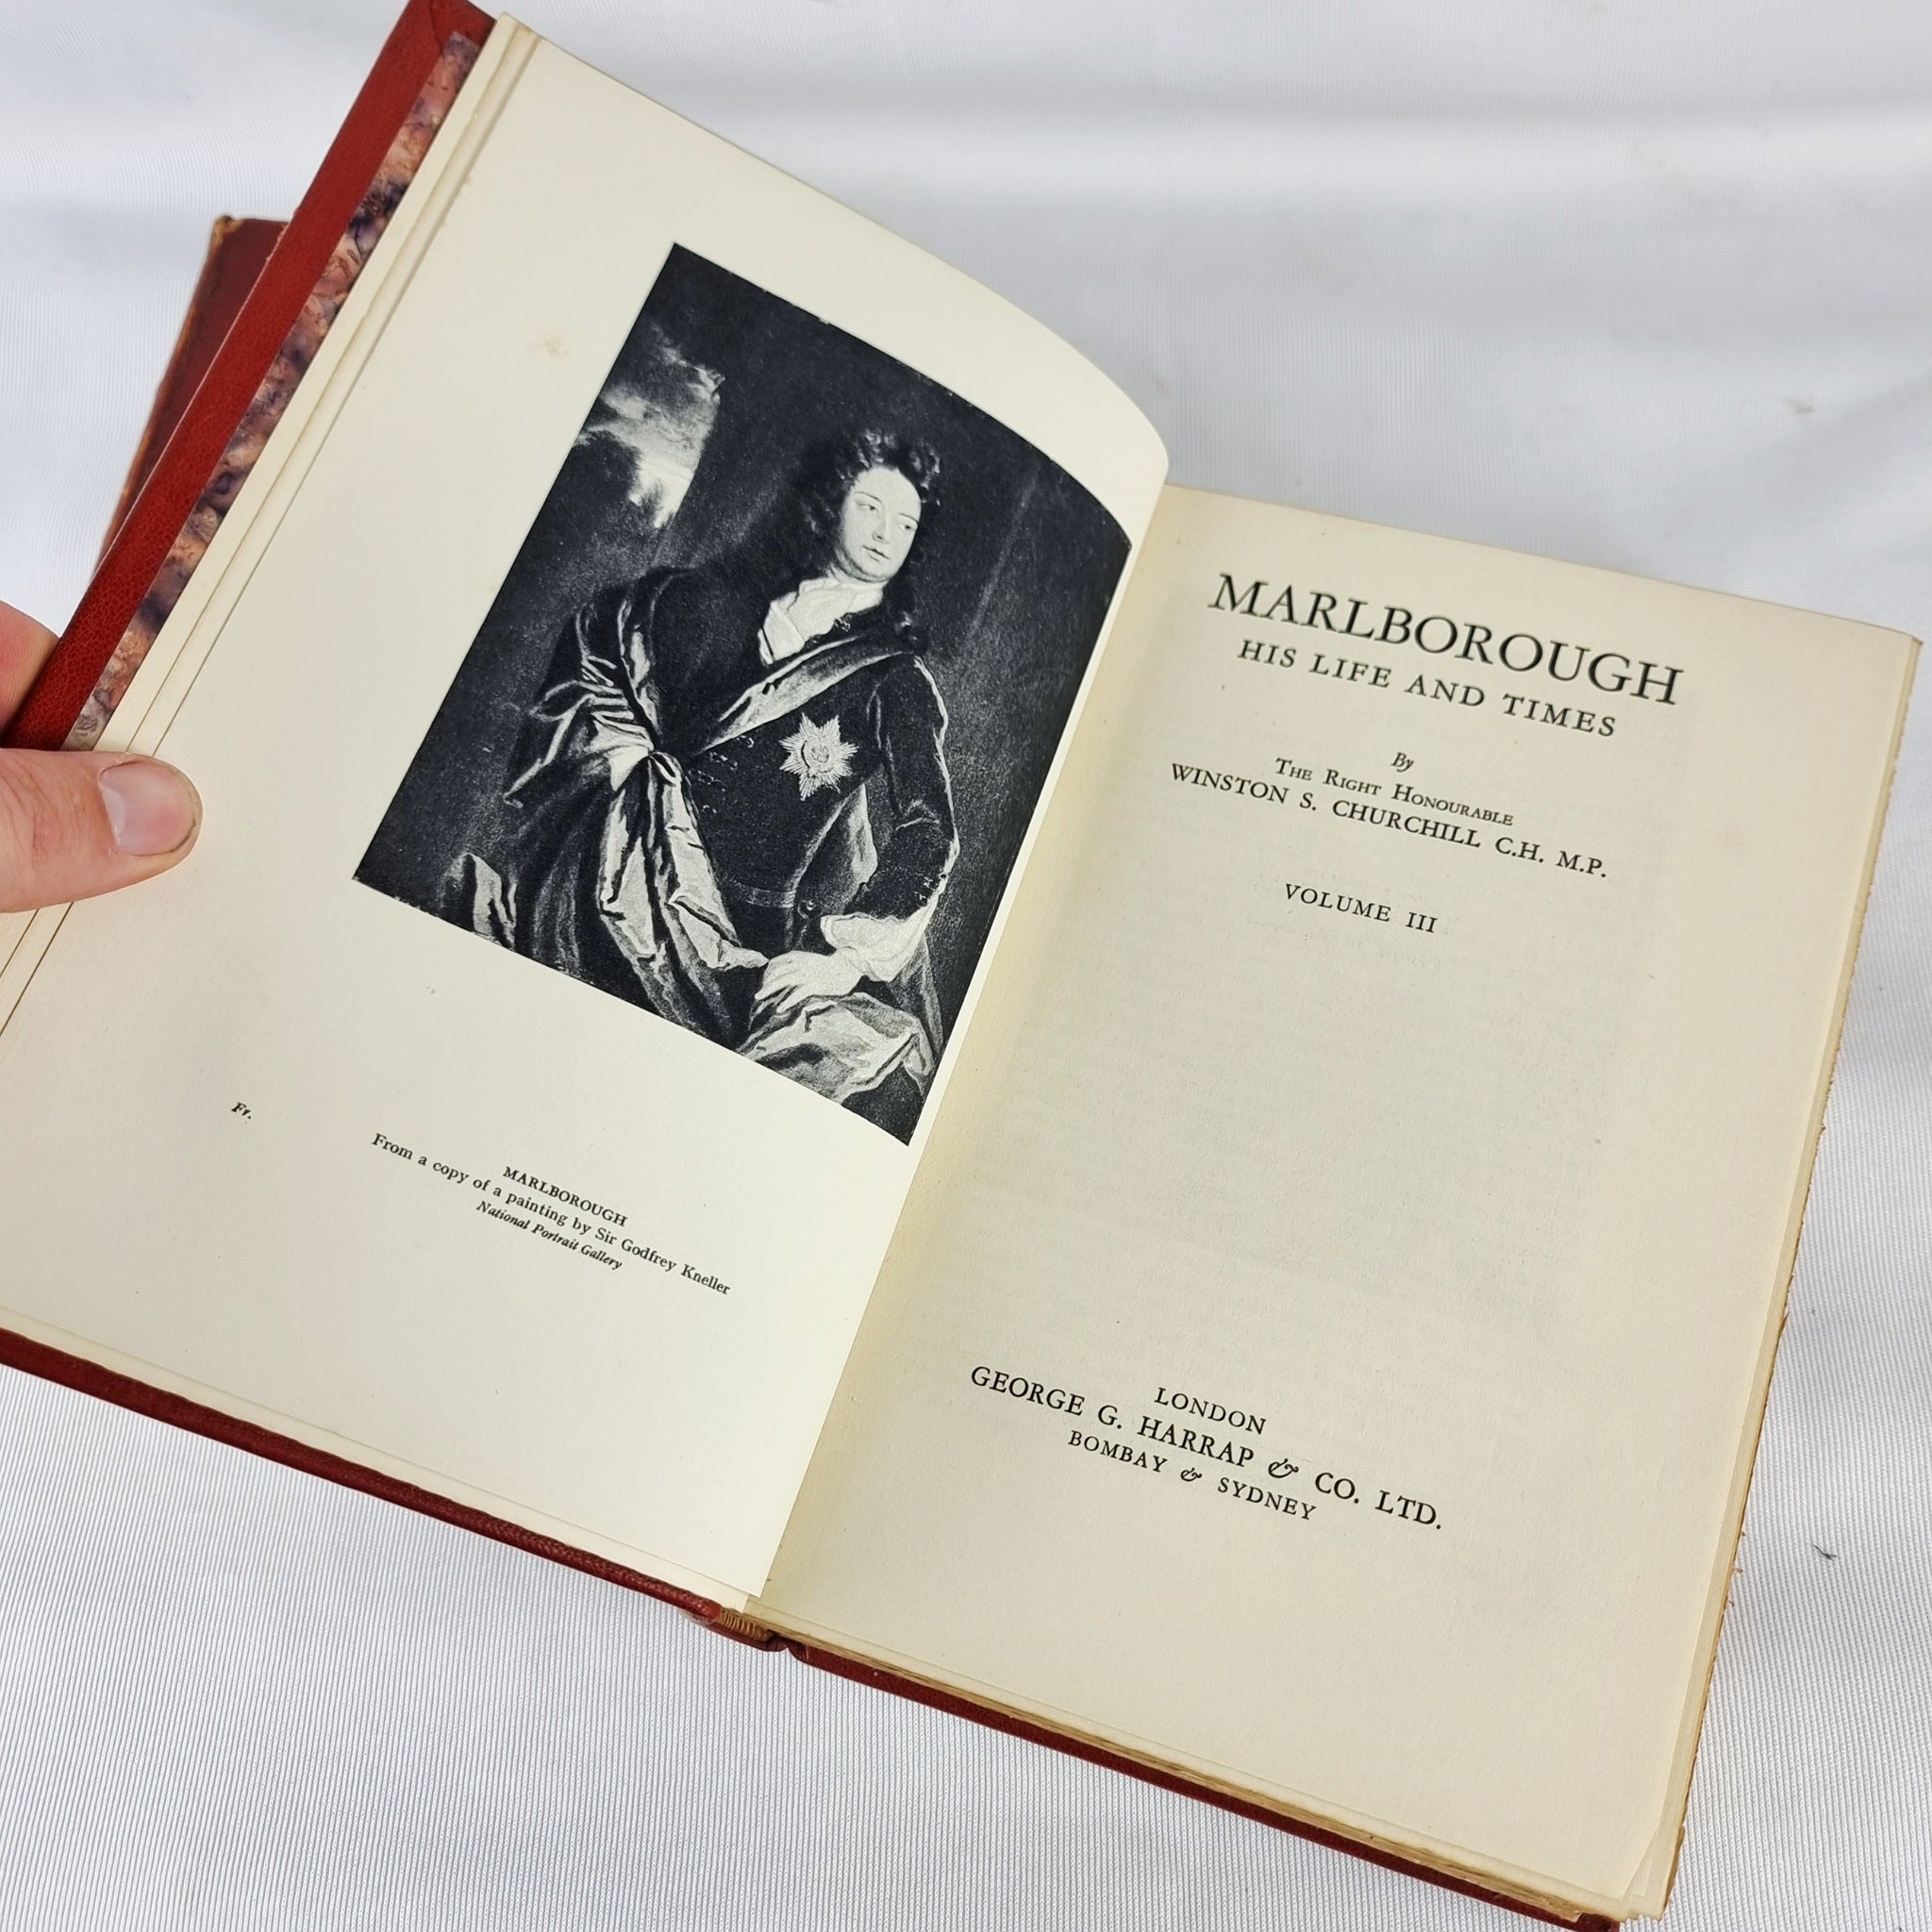 Fr.
MARLBOROUGH
From a copy of a painting by Sir Godfrey Kneller
National Portrait Gallery
MARLBOROUGH
HIS LIFE AND TIMES
By
THE RIGHT HONOURABLE
WINSTON S. CHURCHILL C.H. M.P.
VOLUME III
LONDON
GEORGE G. HARRAP & CO. LTD.
BOMBAY & SYDNEY